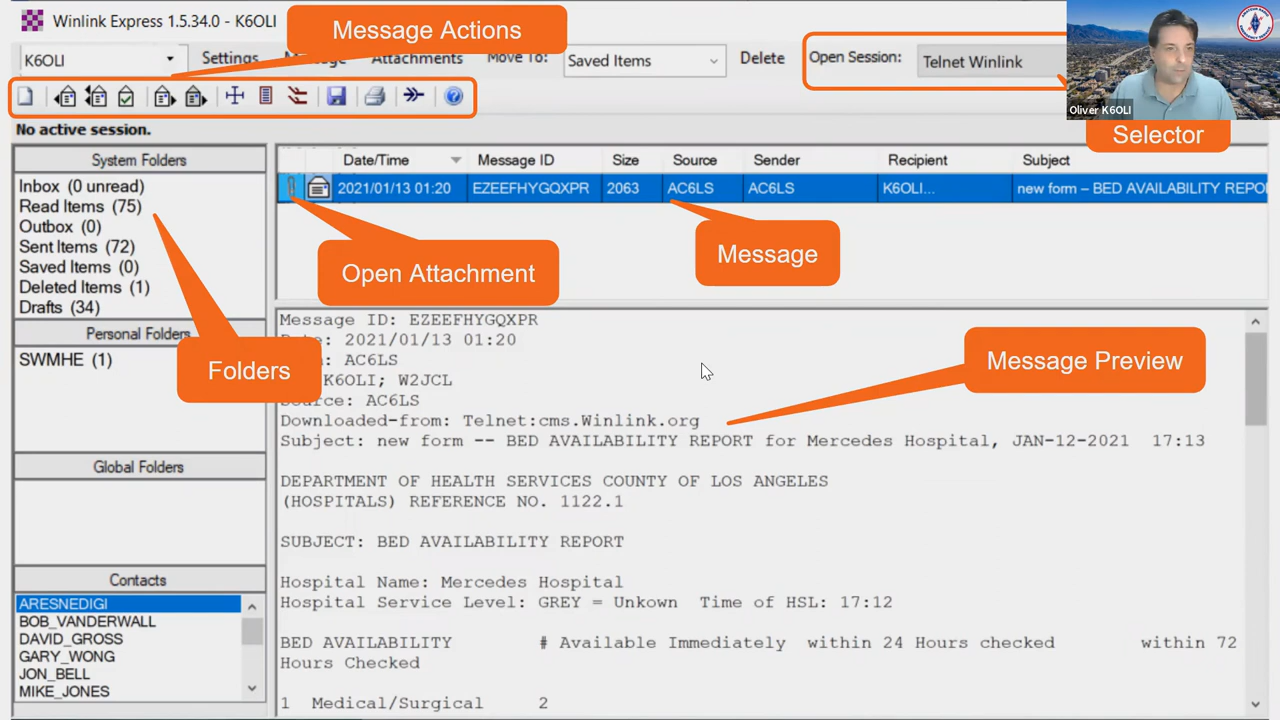 Winlink Express 1.5.34.0 - K6OLI
Message Actions
K6OLI
Settings
Attachments
Move To:
Saved Items
Delete
Open Session:
Telnet Winlink
Oliver K6OLI
Selector
No active session.
System Folders
Inbox (0 unread)
Read Items (75)
Outbox (0)
Sent Items (72)
Saved Items (0)
Deleted Items (1)
Drafts (34)
Personal Folders
SWMHE (1)
Folders
Global Folders
Contacts
ARESNEDIGI
BOB_VANDERWALL
DAVID_GROSS
GARY_WONG
JON_BELL
MIKE_JONES
Date/Time Message ID Size Source Sender Recipient Subject
2021/01/13 01:20 EZEEFHYGQXPR 2063 AC6LS AC6LS K6OLI... new form – BED AVAILABILITY REPO
Open Attachment
Message
Message ID: EZEEFHYGQXPR
2021/01/13 01:20
AC6LS
K6OLI; W2JCL
Source: AC6LS
Downloaded-from: Telnet:cms.Winlink.org
Subject: new form -- BED AVAILABILITY REPORT for Mercedes Hospital, JAN-12-2021 17:13
Message Preview
DEPARTMENT OF HEALTH SERVICES COUNTY OF LOS ANGELES
(HOSPITALS) REFERENCE NO. 1122.1
SUBJECT: BED AVAILABILITY REPORT
Hospital Name: Mercedes Hospital
Hospital Service Level: GREY = Unkown Time of HSL: 17:12
BED AVAILABILITY # Available Immediately within 24 Hours checked within 72
Hours Checked
1 Medical/Surgical 2